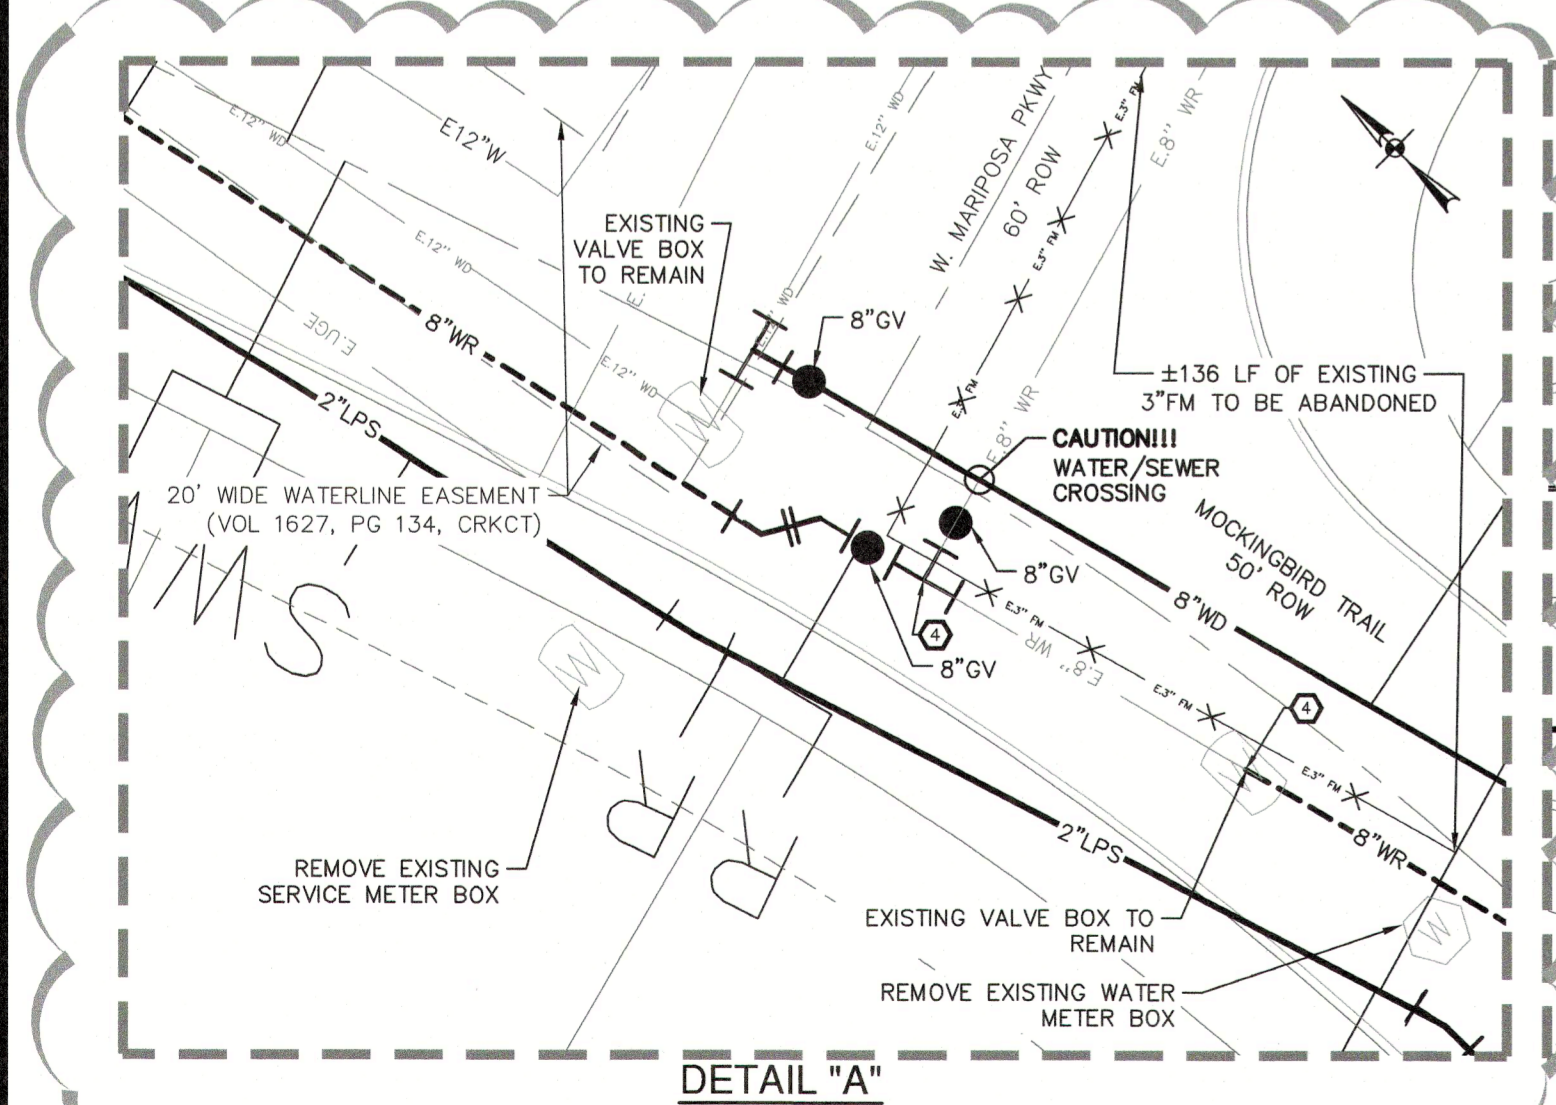 E.12" WD
E12"W
E.12" WD
W. MARIPOSA PKWY
60' ROW
E.3" FM
E.8" WR
EXISTING
VALVE BOX
TO REMAIN
E.12" WD
E.3" FM
E.
E.12" WD
8"WR
E.UGE
8"GV
E.12" WD
±136 LF OF EXISTING
3"FM TO BE ABANDONED
2"LPS
W
E.3" FM
E.8" WR
CAUTION!!!
WATER/SEWER
CROSSING
20' WIDE WATERLINE EASEMENT
(VOL 1627, PG 134, CRKCT)
MOCKINGBIRD TRAIL
50' ROW
8"GV
SWM
8"WD
E.3" FM
4
E.8" WR
8"GV
W
E.3" FM
4
W
E.3" FM
R
R
2"LPS
8"WR
REMOVE EXISTING
SERVICE METER BOX
EXISTING VALVE BOX TO
REMAIN
W
REMOVE EXISTING WATER
METER BOX
DETAIL "A"